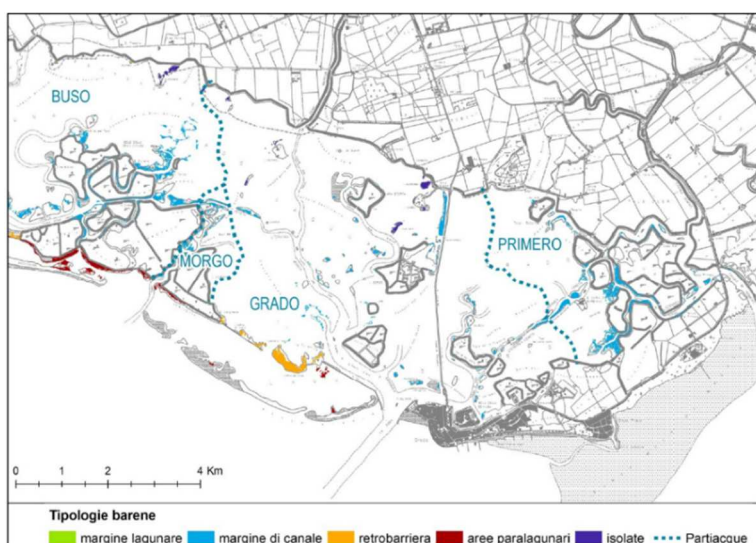 BUSO
PRIMERO
MORGO
GRADO
0 1 2 4 Km
Tipologie barene
margine lagunare margine di canale retrobarriera aree paralagunari isolate Partiacque